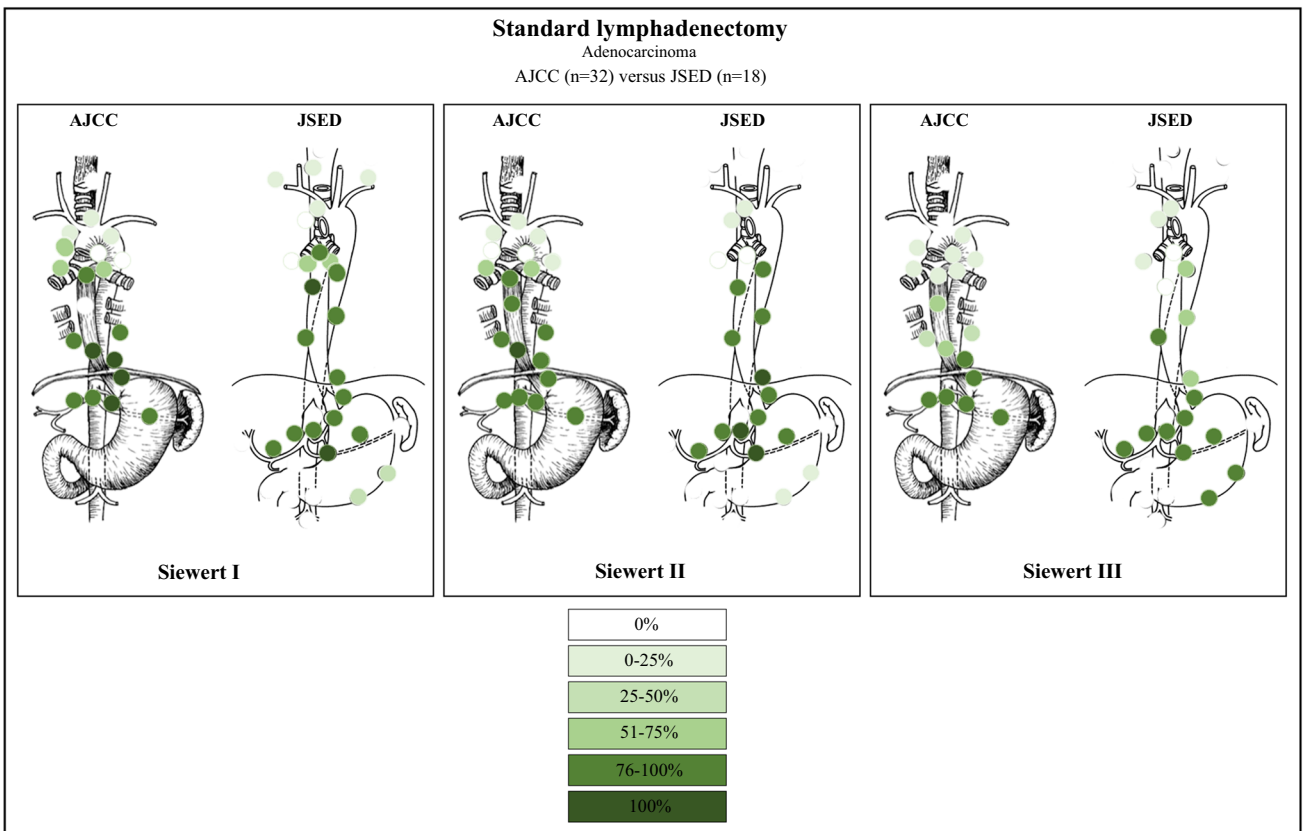 Standard lymphadenectomy
Adenocarcinoma
AJCC (n=32) versus JSED (n=18)
AJCC JSED
Siewert I
AJCC JSED
Siewert II
AJCC JSED
Siewert III
0%
0-25%
25-50%
51-75%
76-100%
100%